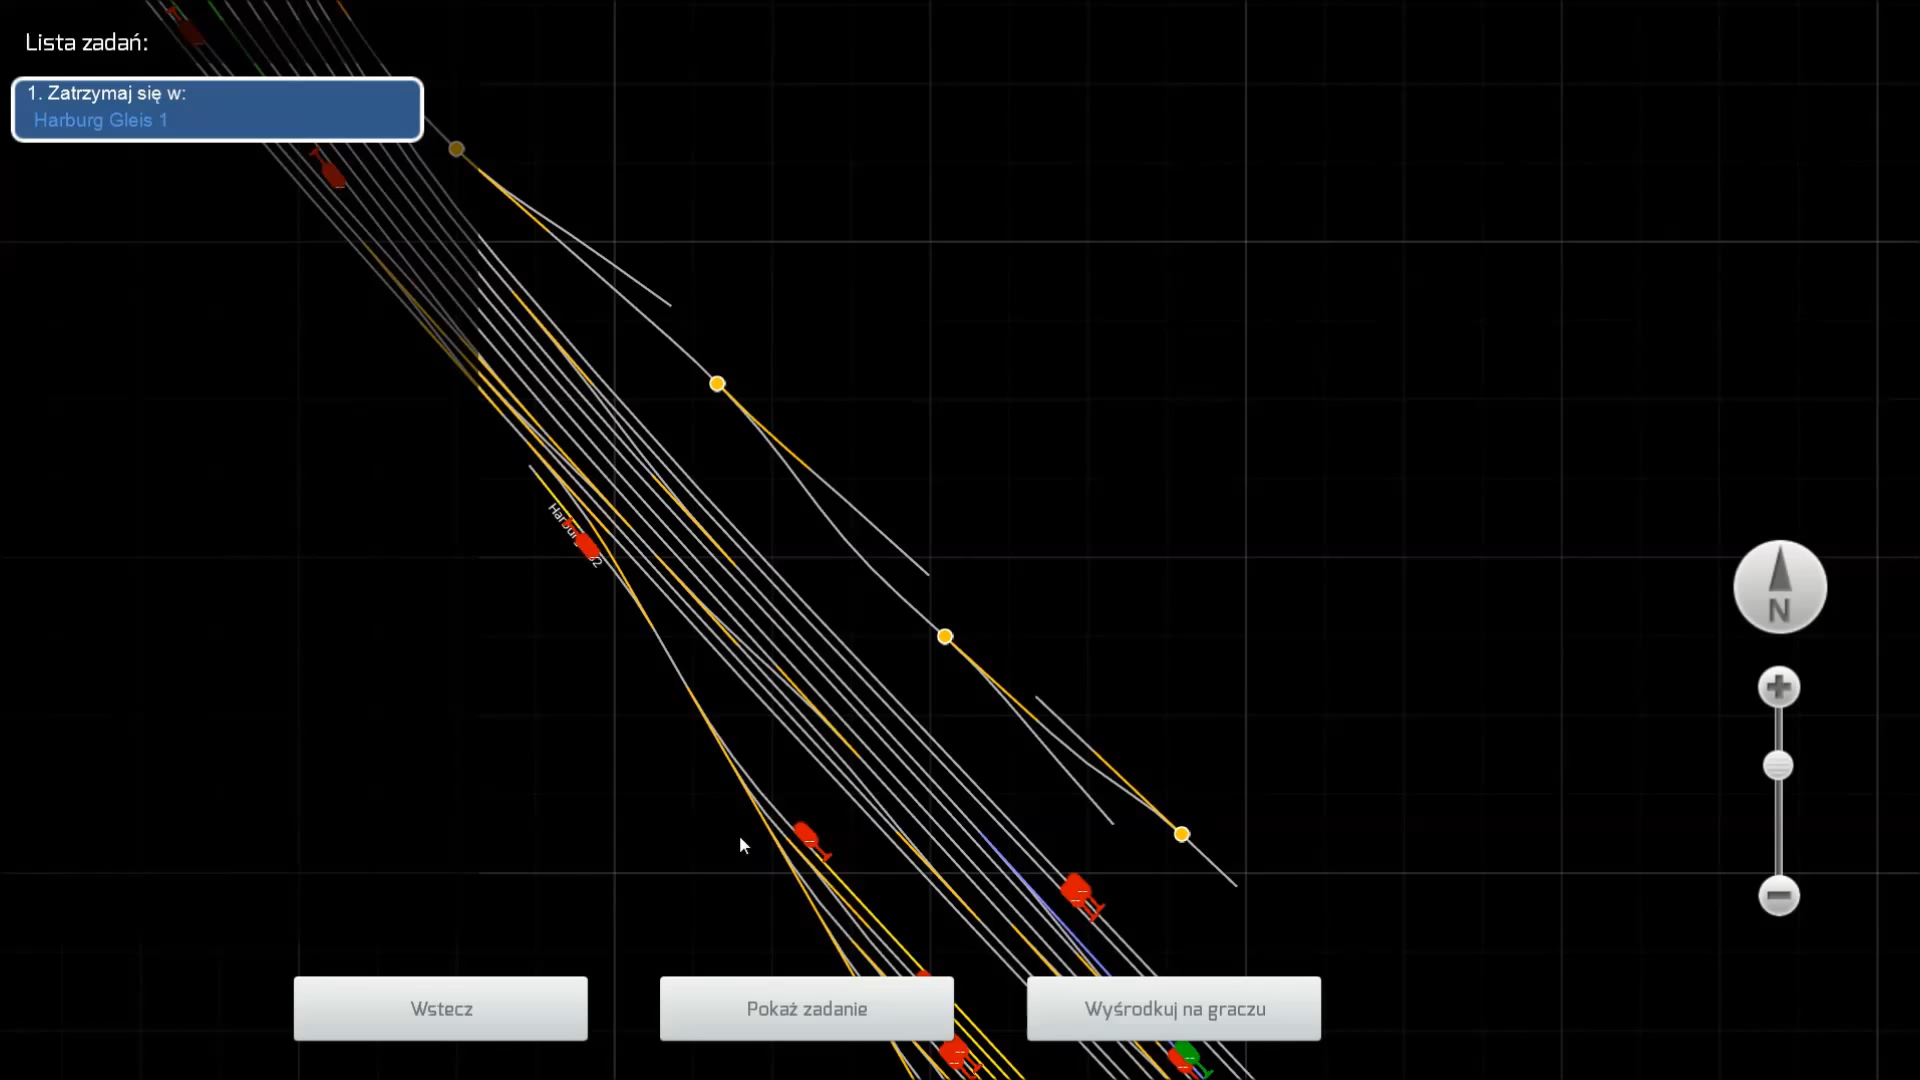 Lista zadań:
1. Zatrzymaj się w:
Harburg Gleis 1
N
Wstecz
Pokaż zadanie
Wyśrodkuj na graczu